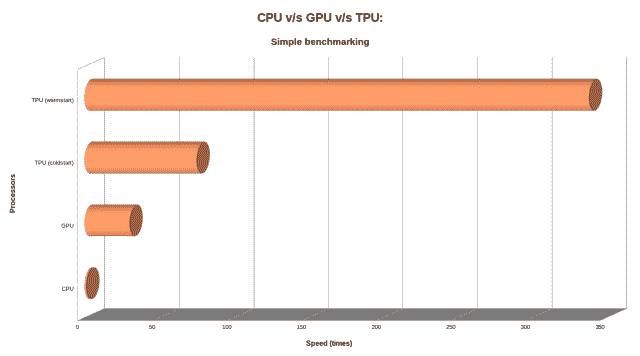 CPU v/s GPU v/s TPU:
Simple benchmarking
TPU (warmstart)
TPU (coldstart)
GPU
CPU
Processors
0 50 100 150 200 250 300 350
Speed (times)